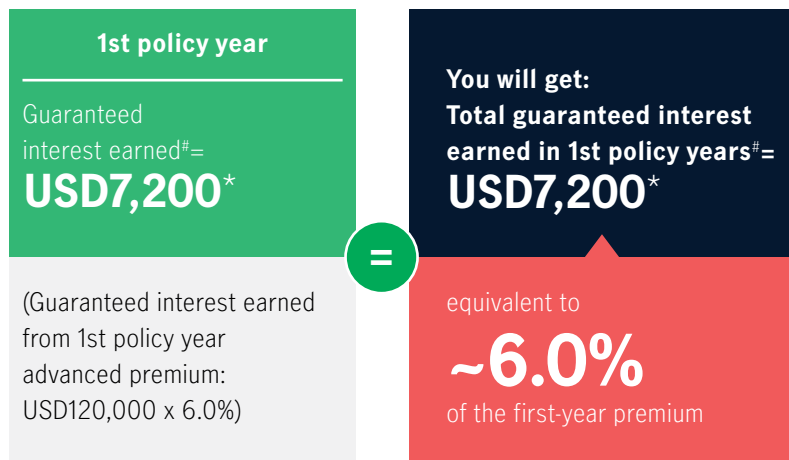 1st policy year
Guaranteed
interest earned#=
USD7,200*
(Guaranteed interest earned
from 1st policy year
advanced premium:
USD120,000 x 6.0%)
=
You will get:
Total guaranteed interest
earned in 1st policy years#=
USD7,200*
equivalent to
~6.0%
of the first-year premium